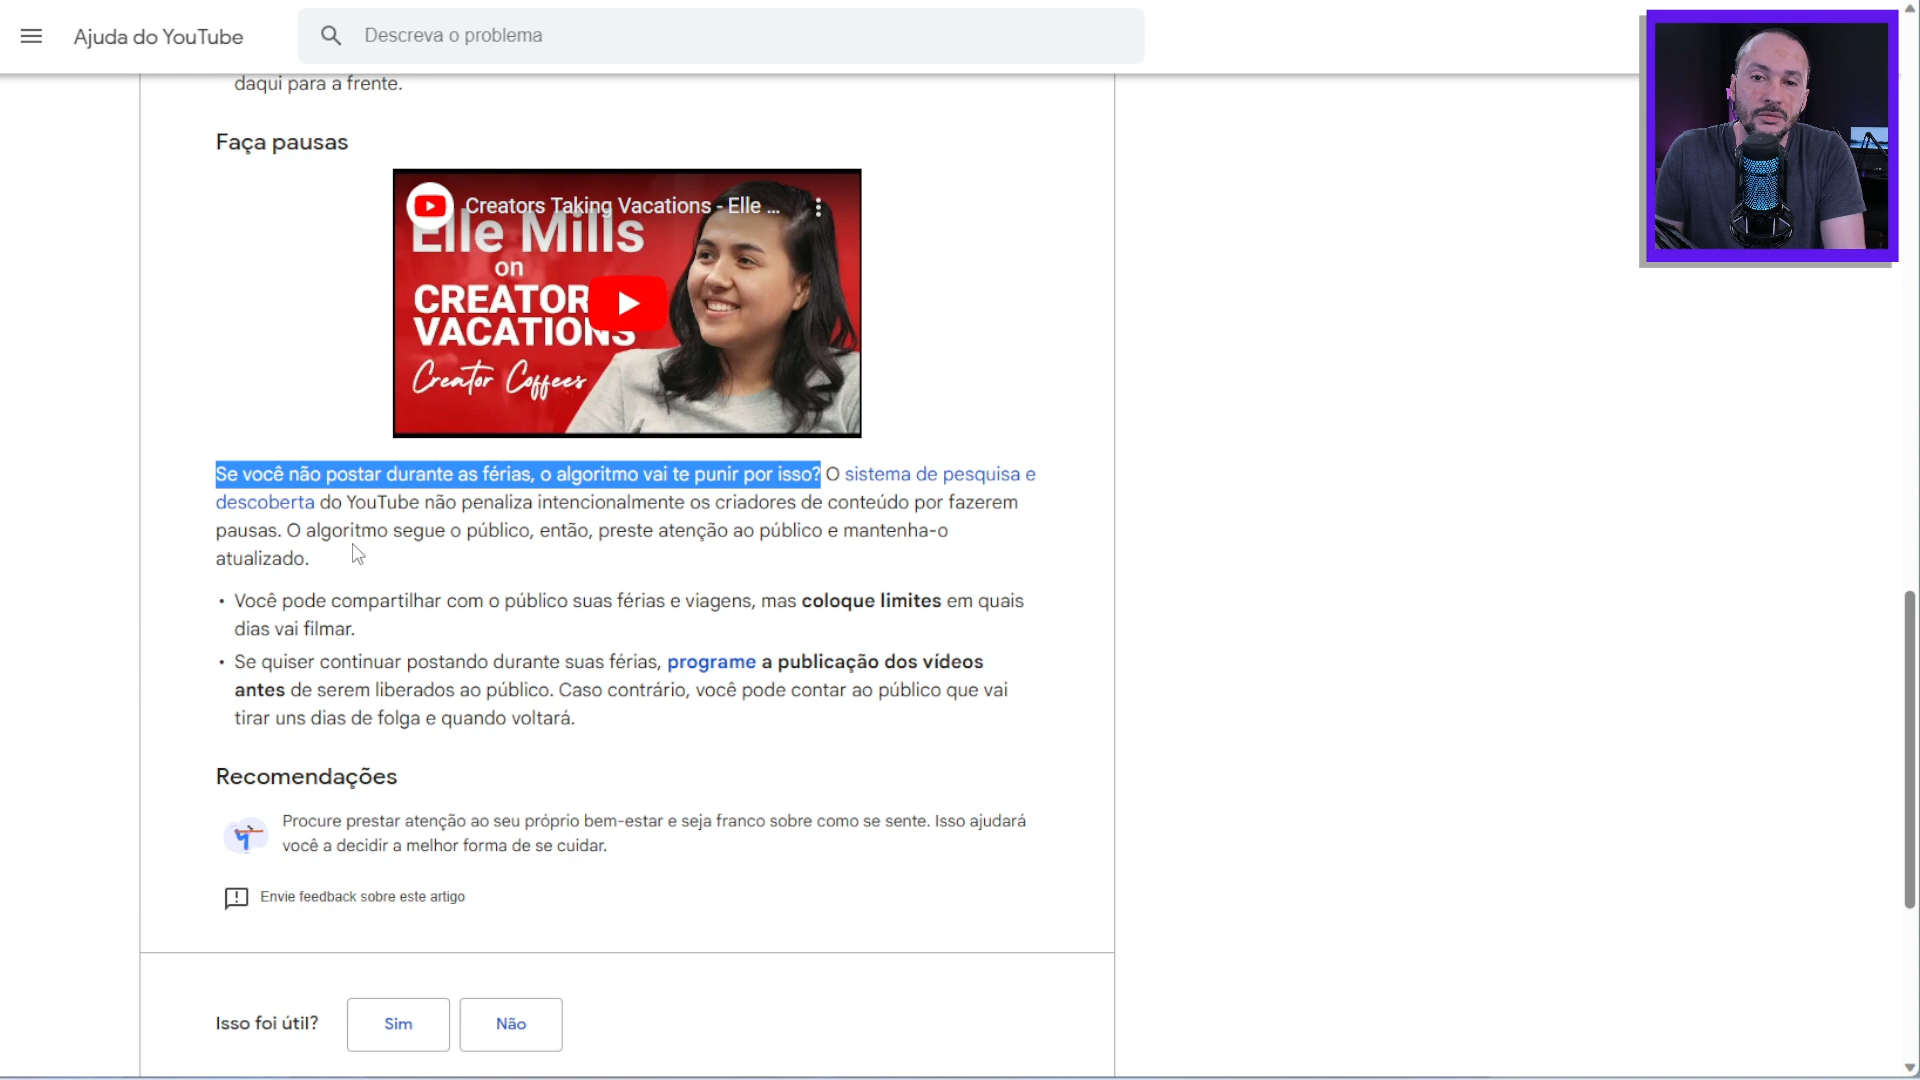 Ajuda do YouTube
Descreva o problema
daqui para a frente.
Faça pausas
Creators Taking Vacations - Elle ...
Elle Mills
on
CREATOR
VACATIONS
Creator Coffees
Se você não postar durante as férias, o algoritmo vai te punir por isso? O sistema de pesquisa e
descoberta do YouTube não penaliza intencionalmente os criadores de conteúdo por fazerem
pausas. O algoritmo segue o público, então, preste atenção ao público e mantenha-o
atualizado.
• Você pode compartilhar com o público suas férias e viagens, mas coloque limites em quais
dias vai filmar.
• Se quiser continuar postando durante suas férias, programe a publicação dos vídeos
antes de serem liberados ao público. Caso contrário, você pode contar ao público que vai
tirar uns dias de folga e quando voltará.
Recomendações
Procure prestar atenção ao seu próprio bem-estar e seja franco sobre como se sente. Isso ajudará
você a decidir a melhor forma de se cuidar.
Envie feedback sobre este artigo
Isso foi útil?
Sim
Não